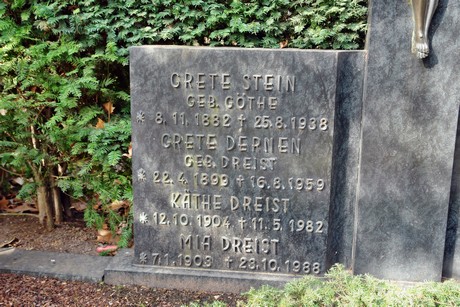 GRETE STEIN
GEB. GÖTHE
* 8.11.1882 + 25.8.1938
GRETE DERNEN
GEB. DREIST
* 22.4.1899 + 16.8.1959
KÄTHE DREIST
* 12.10.1904 + 11.5.1982
MIA DREIST
* 7.1.1909 + 23.10.1988